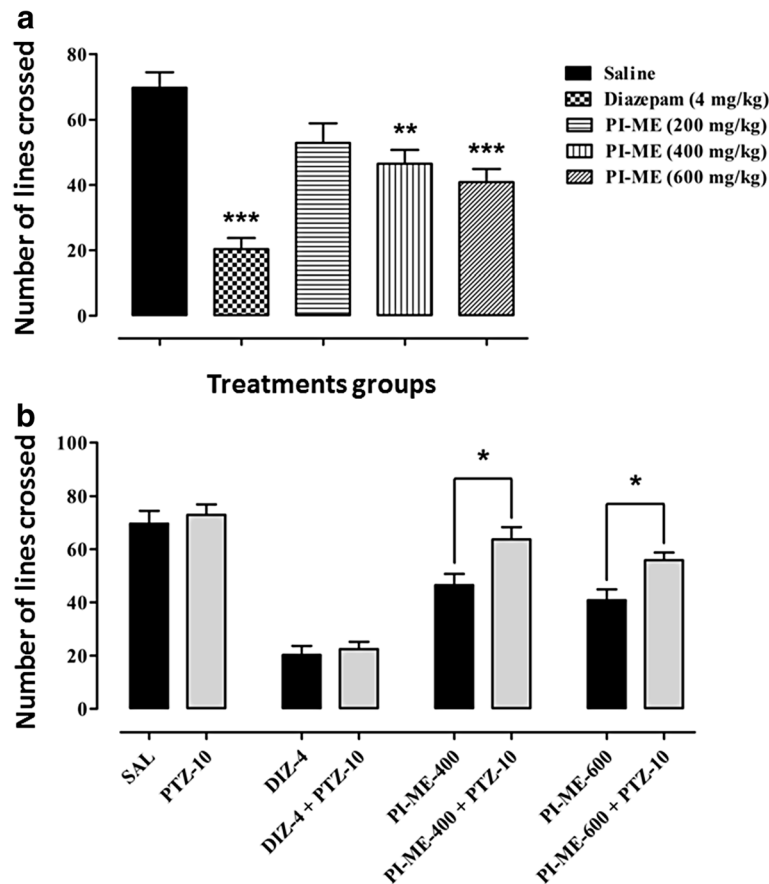 a
Number of lines crossed
80
60
40
20
0
***
**
***
Saline
Diazepam (4 mg/kg)
PI-ME (200 mg/kg)
PI-ME (400 mg/kg)
PI-ME (600 mg/kg)
Treatments groups
b
Number of lines crossed
100
80
60
40
20
0
*
*
SAL
PTZ-10
DIZ-4
DIZ-4 + PTZ-10
PI-ME-400
PI-ME-400 + PTZ-10
PI-ME-600
PI-ME-600 + PTZ-10